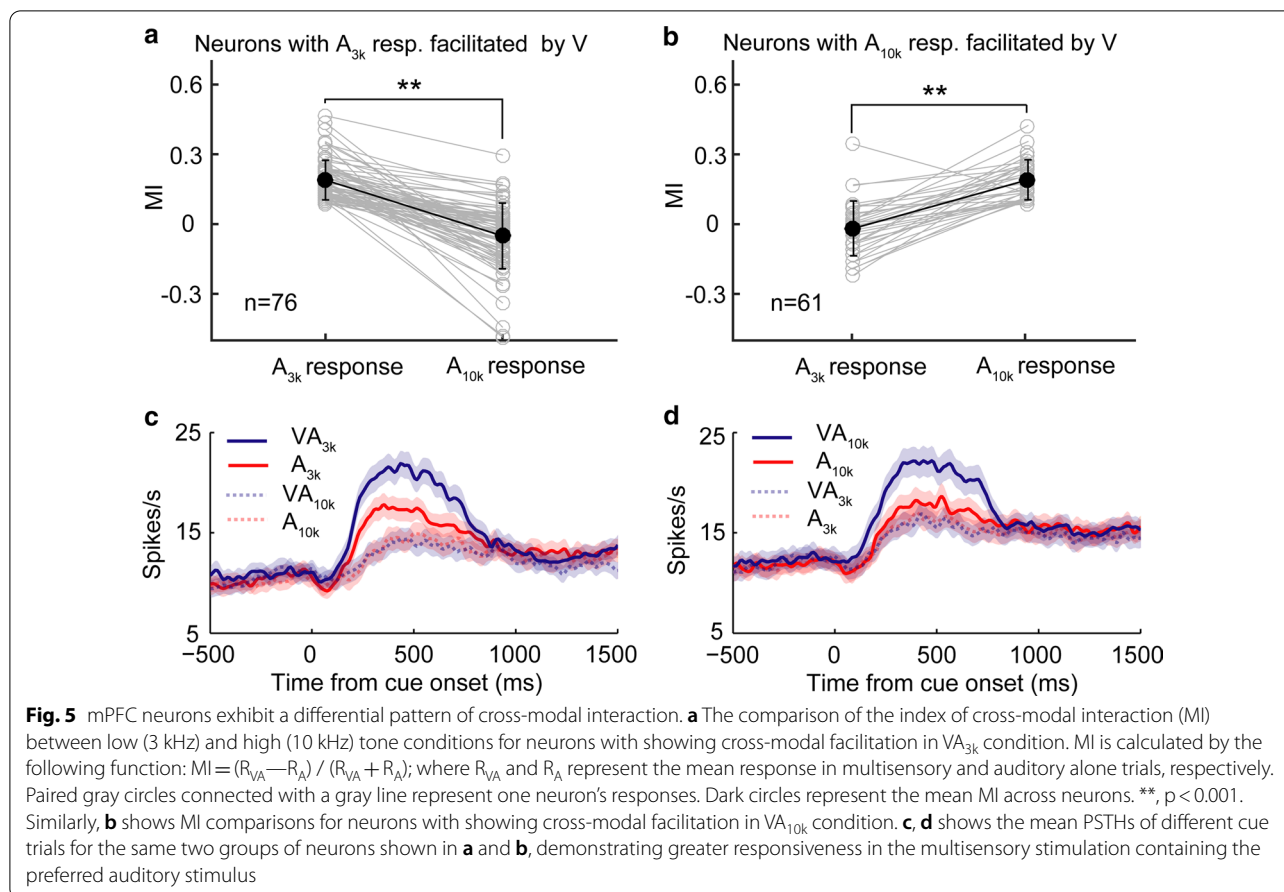 a
Neurons with A3k resp. facilitated by V
**
0.6
0.3
0
-0.3
MI
n=76
A3k response
A10k response
b
Neurons with A10k resp. facilitated by V
**
0.6
0.3
0
-0.3
MI
n=61
A3k response
A10k response
c
VA3k
A3k
VA10k
A10k
25
15
5
Spikes/s
−500 0 500 1000 1500
Time from cue onset (ms)
d
VA10k
A10k
VA3k
A3k
25
15
5
Spikes/s
−500 0 500 1000 1500
Time from cue onset (ms)
Fig. 5 mPFC neurons exhibit a differential pattern of cross-modal interaction. a The comparison of the index of cross-modal interaction (MI)
between low (3 kHz) and high (10 kHz) tone conditions for neurons with showing cross-modal facilitation in VA3k condition. MI is calculated by the
following function: MI = (RVA—RA) / (RVA + RA); where RVA and RA represent the mean response in multisensory and auditory alone trials, respectively.
Paired gray circles connected with a gray line represent one neuron's responses. Dark circles represent the mean MI across neurons. **, p < 0.001.
Similarly, b shows MI comparisons for neurons with showing cross-modal facilitation in VA10k condition. c, d shows the mean PSTHs of different cue
trials for the same two groups of neurons shown in a and b, demonstrating greater responsiveness in the multisensory stimulation containing the
preferred auditory stimulus